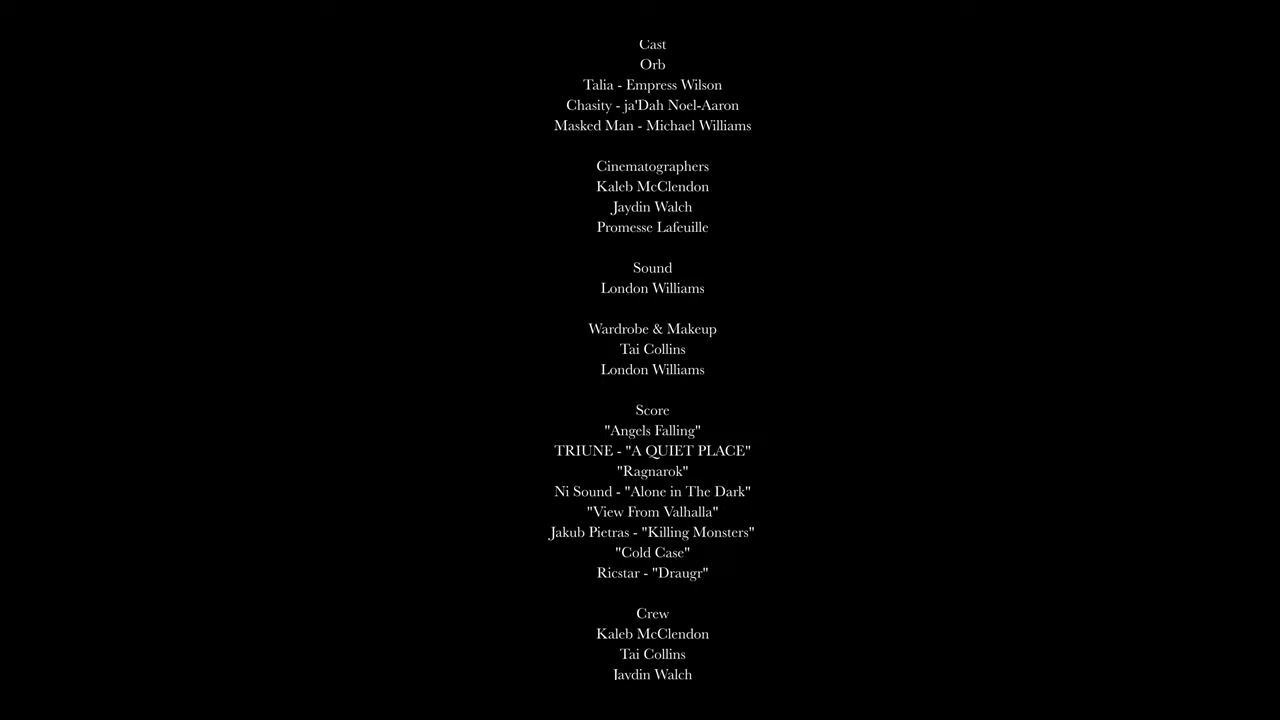 Cast
Orb
Talia - Empress Wilson
Chasity - ja'Dah Noel-Aaron
Masked Man - Michael Williams
Cinematographers
Kaleb McClendon
Jaydin Walch
Promesse Lafeuille
Sound
London Williams
Wardrobe & Makeup
Tai Collins
London Williams
Score
"Angels Falling"
TRIUNE - "A QUIET PLACE"
"Ragnarok"
Ni Sound - "Alone in The Dark"
"View From Valhalla"
Jakub Pietras - "Killing Monsters"
"Cold Case"
Ricstar - "Draugr"
Crew
Kaleb McClendon
Tai Collins
Jaydin Walch